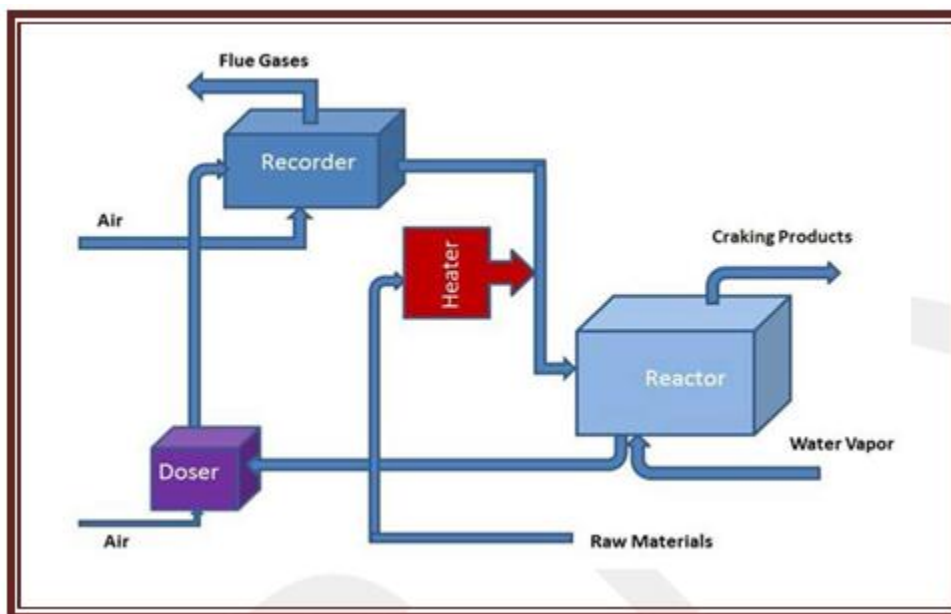 Flue Gases
Recorder
Air
Heater
Craking Products
Reactor
Water Vapor
Doser
Air
Raw Materials